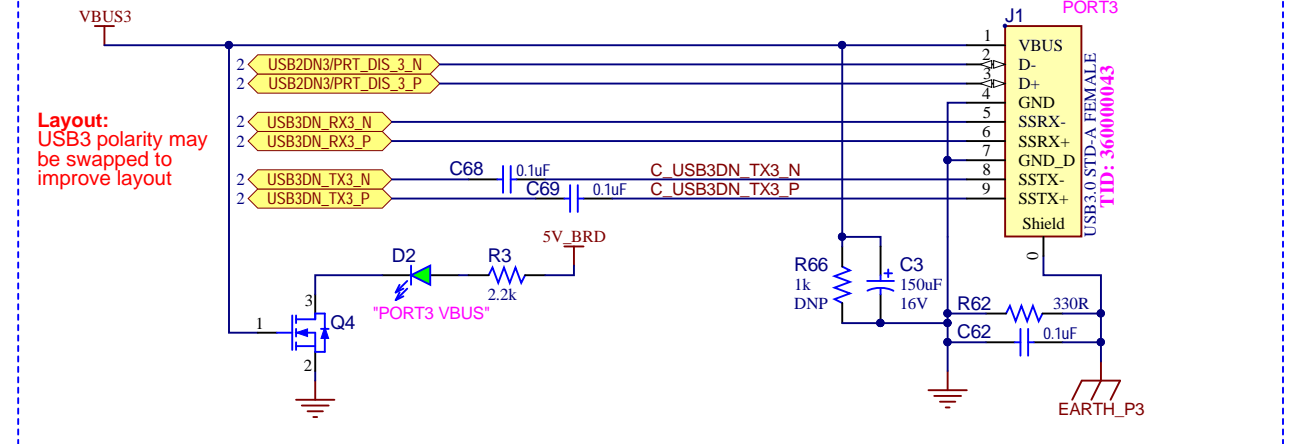 PORT3
VBUS3
J1
1 VBUS
2 USB2DN3/PRT_DIS_3_N 2 D-
2 USB2DN3/PRT_DIS_3_P 3 D+
4 GND
Layout:
USB3 polarity may
be swapped to
improve layout
2 USB3DN_RX3_N 5 SSRX-
2 USB3DN_RX3_P 6 SSRX+
7 GND_D
2 USB3DN_TX3_N C68 0.1uF C_USB3DN_TX3_N 8 SSTX-
2 USB3DN_TX3_P C69 0.1uF C_USB3DN_TX3_P 9 SSTX+
Shield
0
USB3.0 STD-A FEMALE
TID: 360000043
5V_BRD
D2 R3
2.2k
"PORT3 VBUS"
3
1 Q4
2
R66
1k
DNP
+ C3
150uF
16V
R62 330R
C62 0.1uF
EARTH_P3